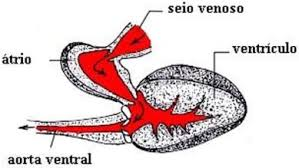 seio venoso
ventrículo
átrio
aorta ventral